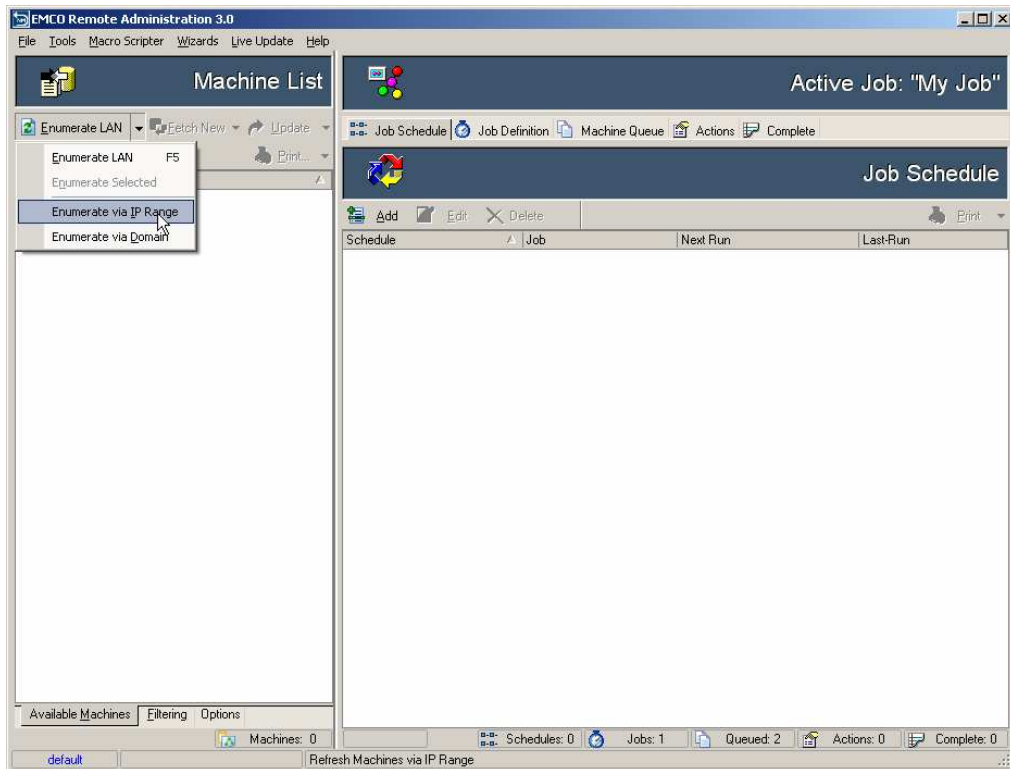 EMCO Remote Administration 3.0
File Tools Macro Scripter Wizards Live Update Help
Machine List
Active Job: "My Job"
Enumerate LAN Fetch New Update
Job Schedule Job Definition Machine Queue Actions Complete
Enumerate LAN F5
Print...
Enumerate Selected
Job Schedule
Enumerate via IP Range
Add Edit Delete Print
Enumerate via Domain
Schedule Job Next Run Last-Run
Available Machines Filtering Options
Machines: 0 Schedules: 0 Jobs: 1 Queued: 2 Actions: 0 Complete: 0
default Refresh Machines via IP Range